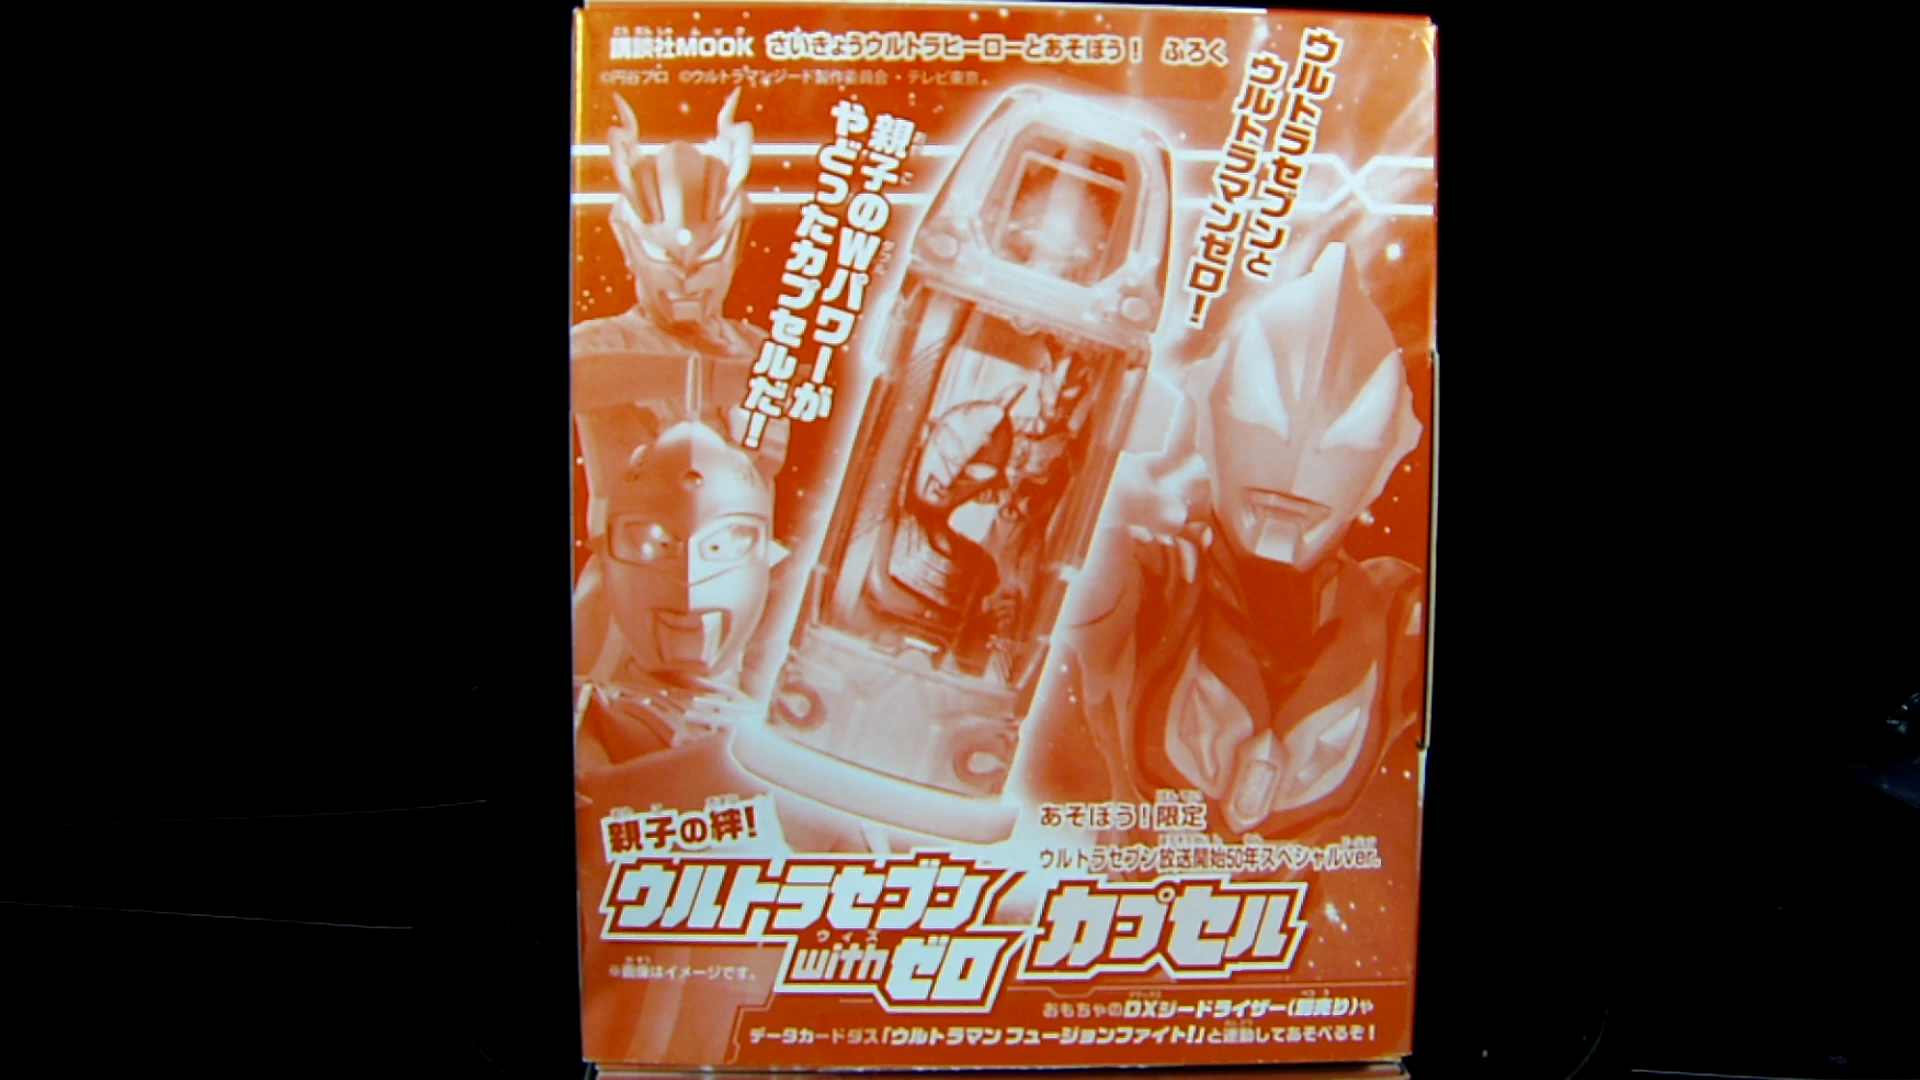 講談社MOOK さいきょうウルトラヒーローとあそぼう！ ふろく
©円谷プロ ©ウルトラマンジード製作委員会・テレビ東京
ウルトラセブンと
ウルトラマンゼロ！
親子のWパワーが
やどったカプセルだ！
親子の絆！
ウルトラセブン
ウィズ
withゼロ
あそぼう！限定
ウルトラセブン放送開始50年スペシャルver.
カプセル
※画像はイメージです。
おもちゃのDXジードライザー（別売り）や
データカードダス「ウルトラマン フュージョンファイト！」と連動してあそべるぞ！